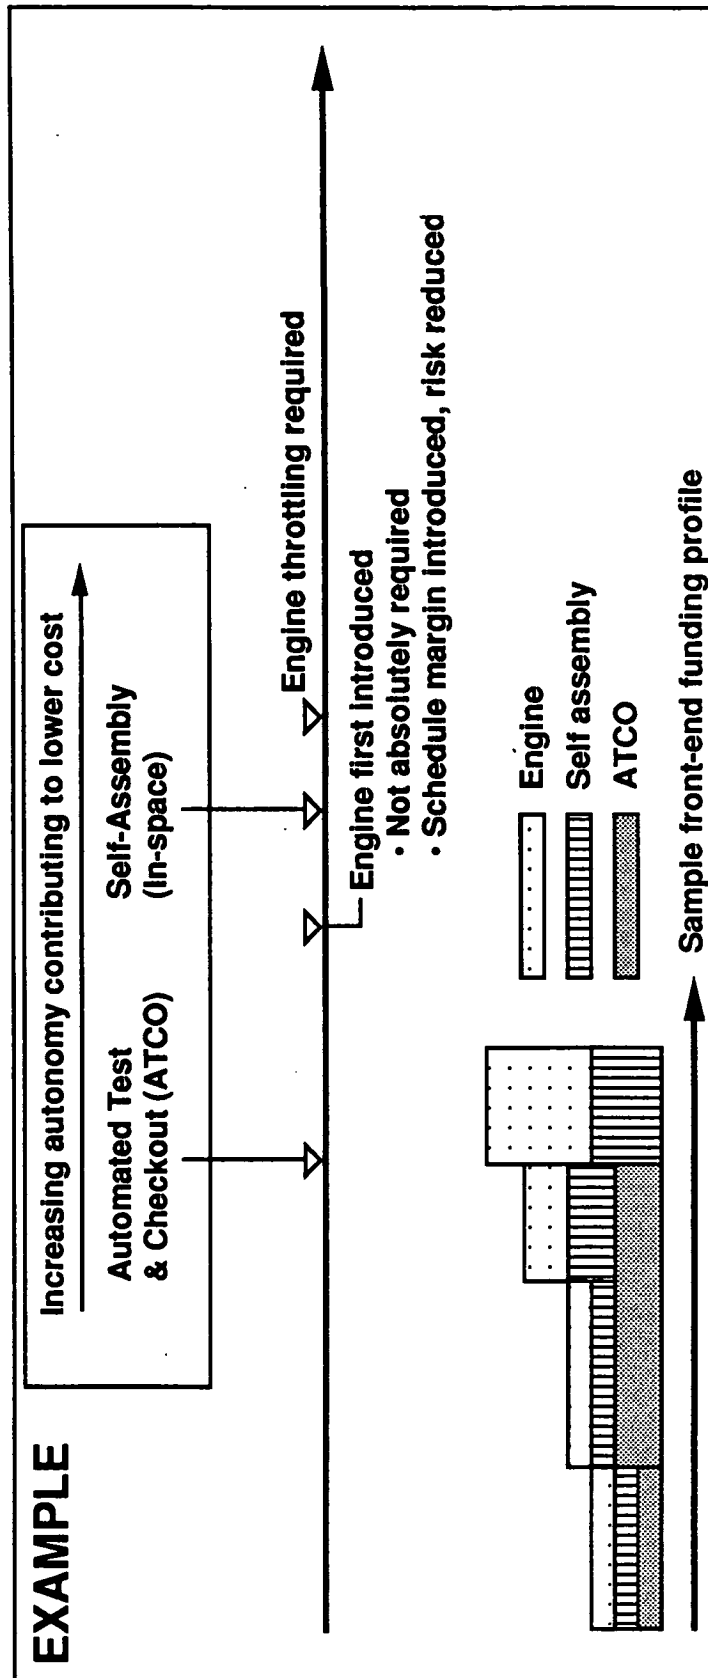 EXAMPLE
Increasing autonomy contributing to lower cost
Automated Test
& Checkout (ATCO)
Self-Assembly
(In-space)
Engine throttling required
Engine first introduced
• Not absolutely required
• Schedule margin introduced, risk reduced
Engine
Self assembly
ATCO
Sample front-end funding profile